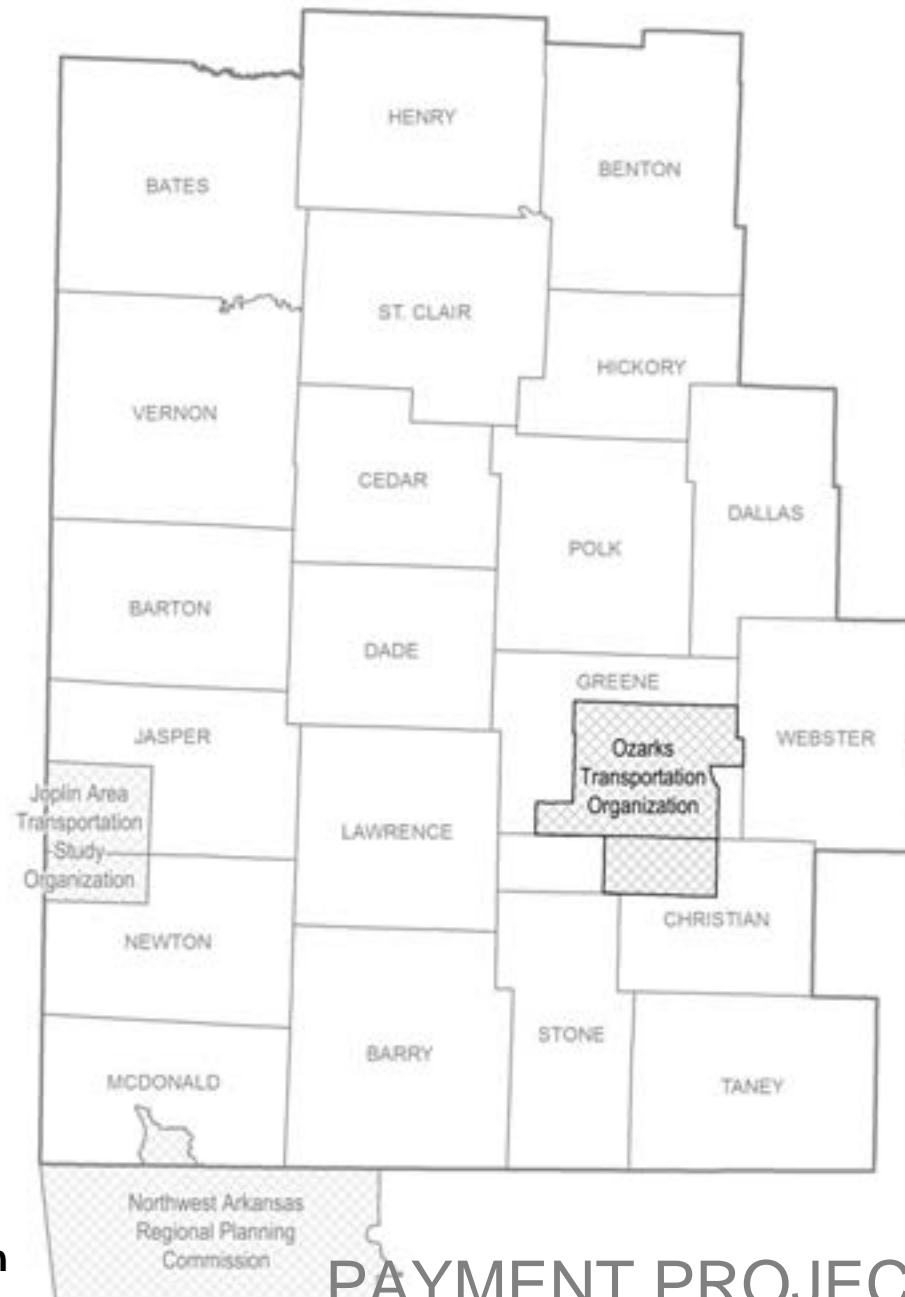 HENRY
BENTON
BATES
ST. CLAIR
HICKORY
VERNON
CEDAR
DALLAS
POLK
BARTON
DADE
GREENE
JASPER
WEBSTER
Ozarks
Transportation
Organization
Joplin Area
Transportation
Study
Organization
LAWRENCE
CHRISTIAN
NEWTON
STONE
BARRY
MCDONALD
TANEY
Northwest Arkansas
Regional Planning
Commission
n
PAYMENT PROJEC